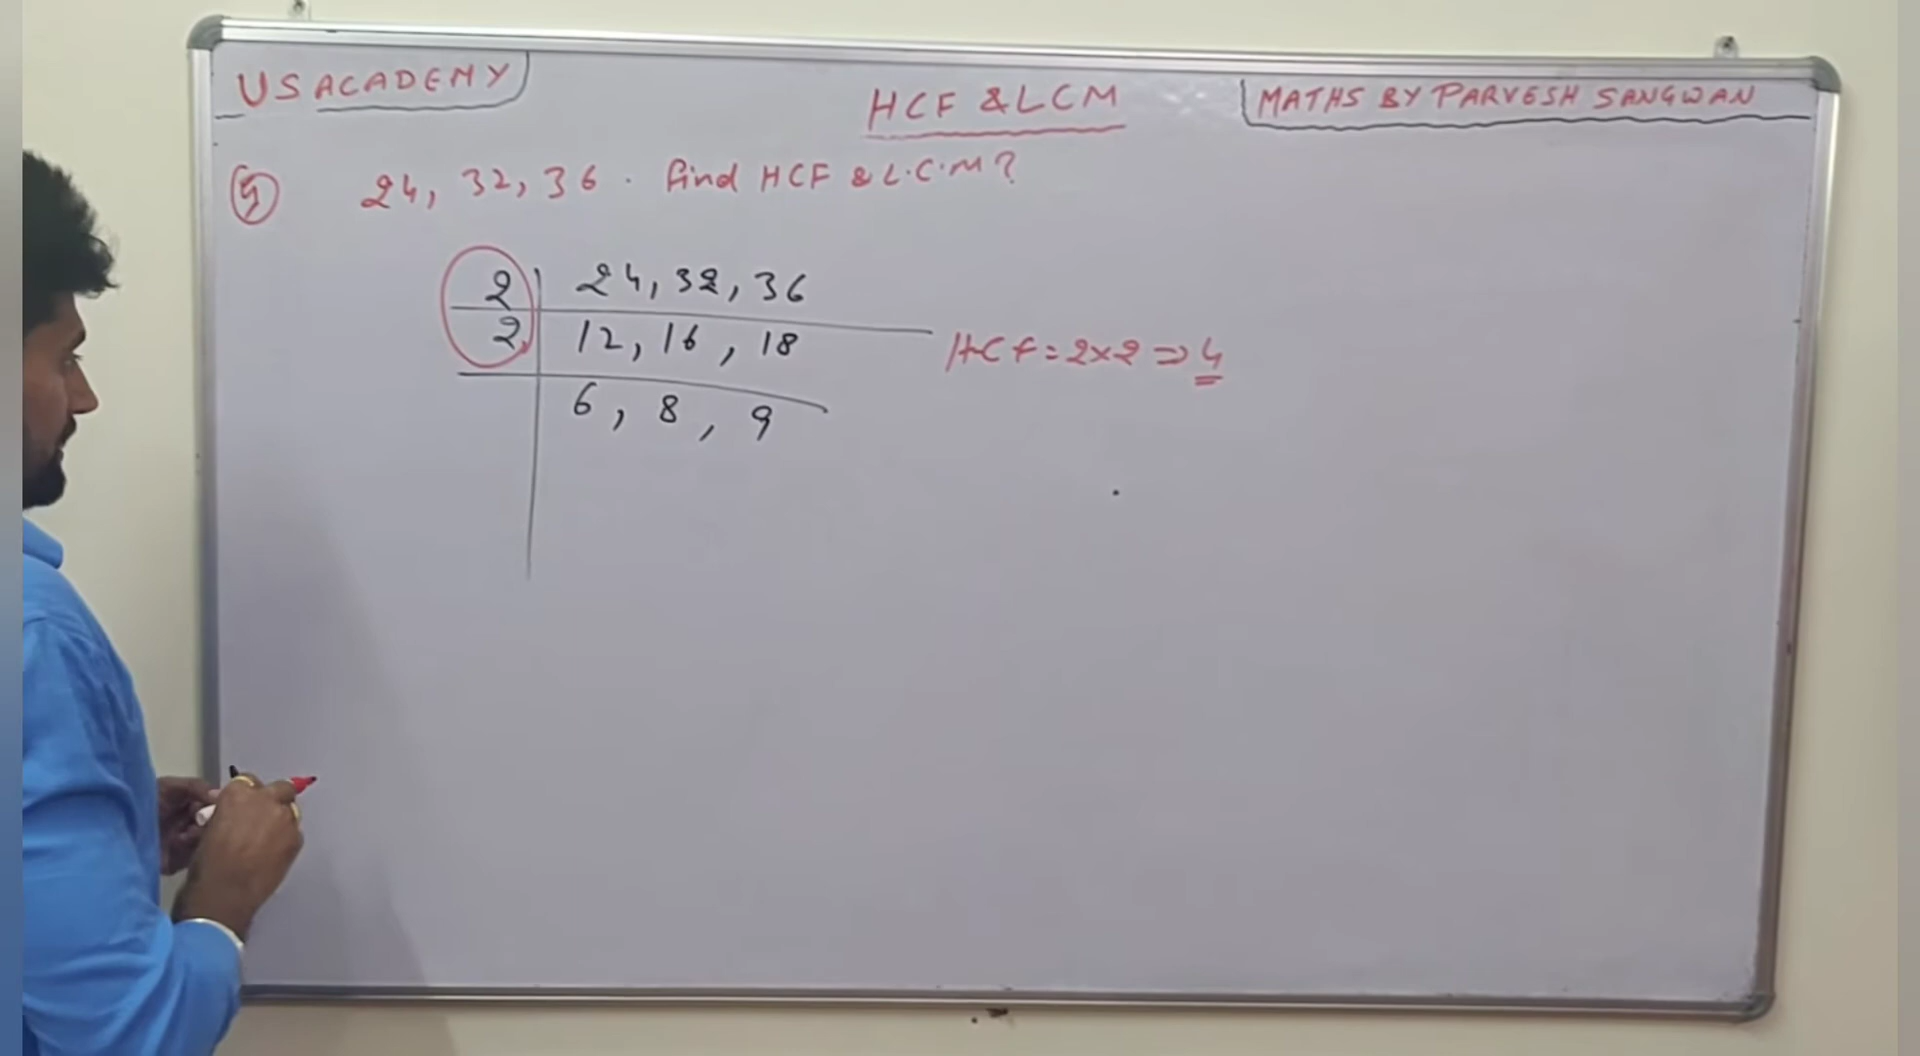 US ACADEMY
HCF & LCM
MATHS BY PARVESH SANGWAN
5 24, 32, 36. find HCF & L.C.M?
2 24, 32, 36
2 12, 16, 18
HCF = 2×2 ⇒ 4
6, 8, 9